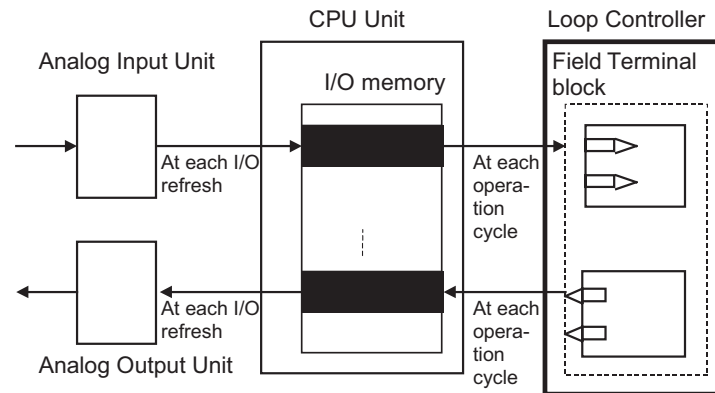 CPU Unit
Loop Controller
Analog Input Unit
I/O memory
Field Terminal
block
At each I/O
refresh
At each
opera-
tion
cycle
At each I/O
refresh
At each
opera-
tion
cycle
Analog Output Unit